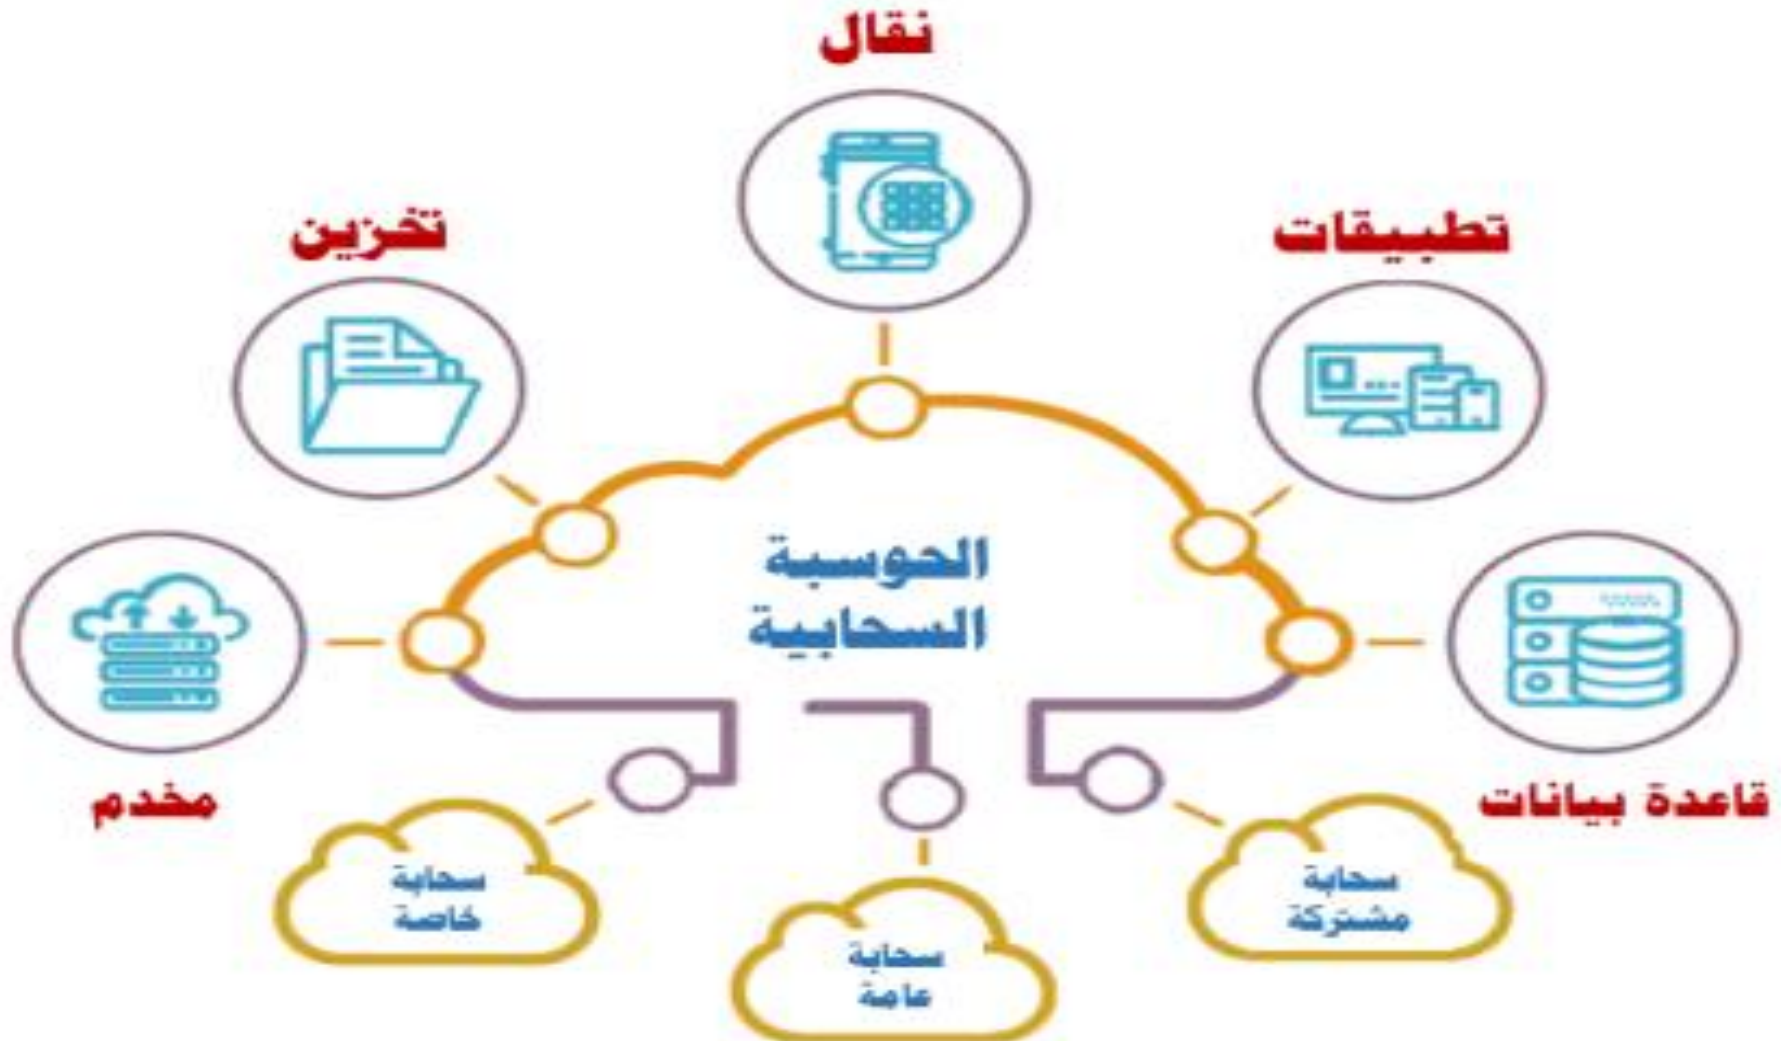 نقال
تطبيقات
تخزين
الحوسبة
السحابية
قاعدة بيانات
مخدم
سحابة
مشتركة
سحابة
عامة
سحابة
خاصة